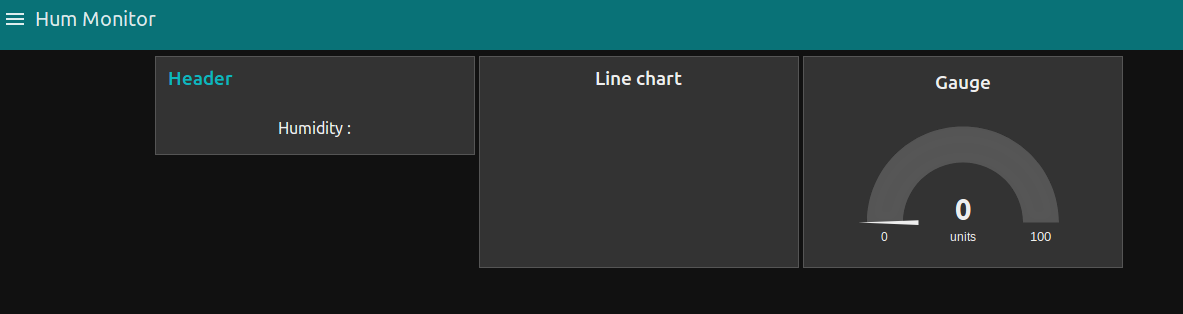 Hum Monitor
Header
Humidity :
Line chart
Gauge
0
0
units
100